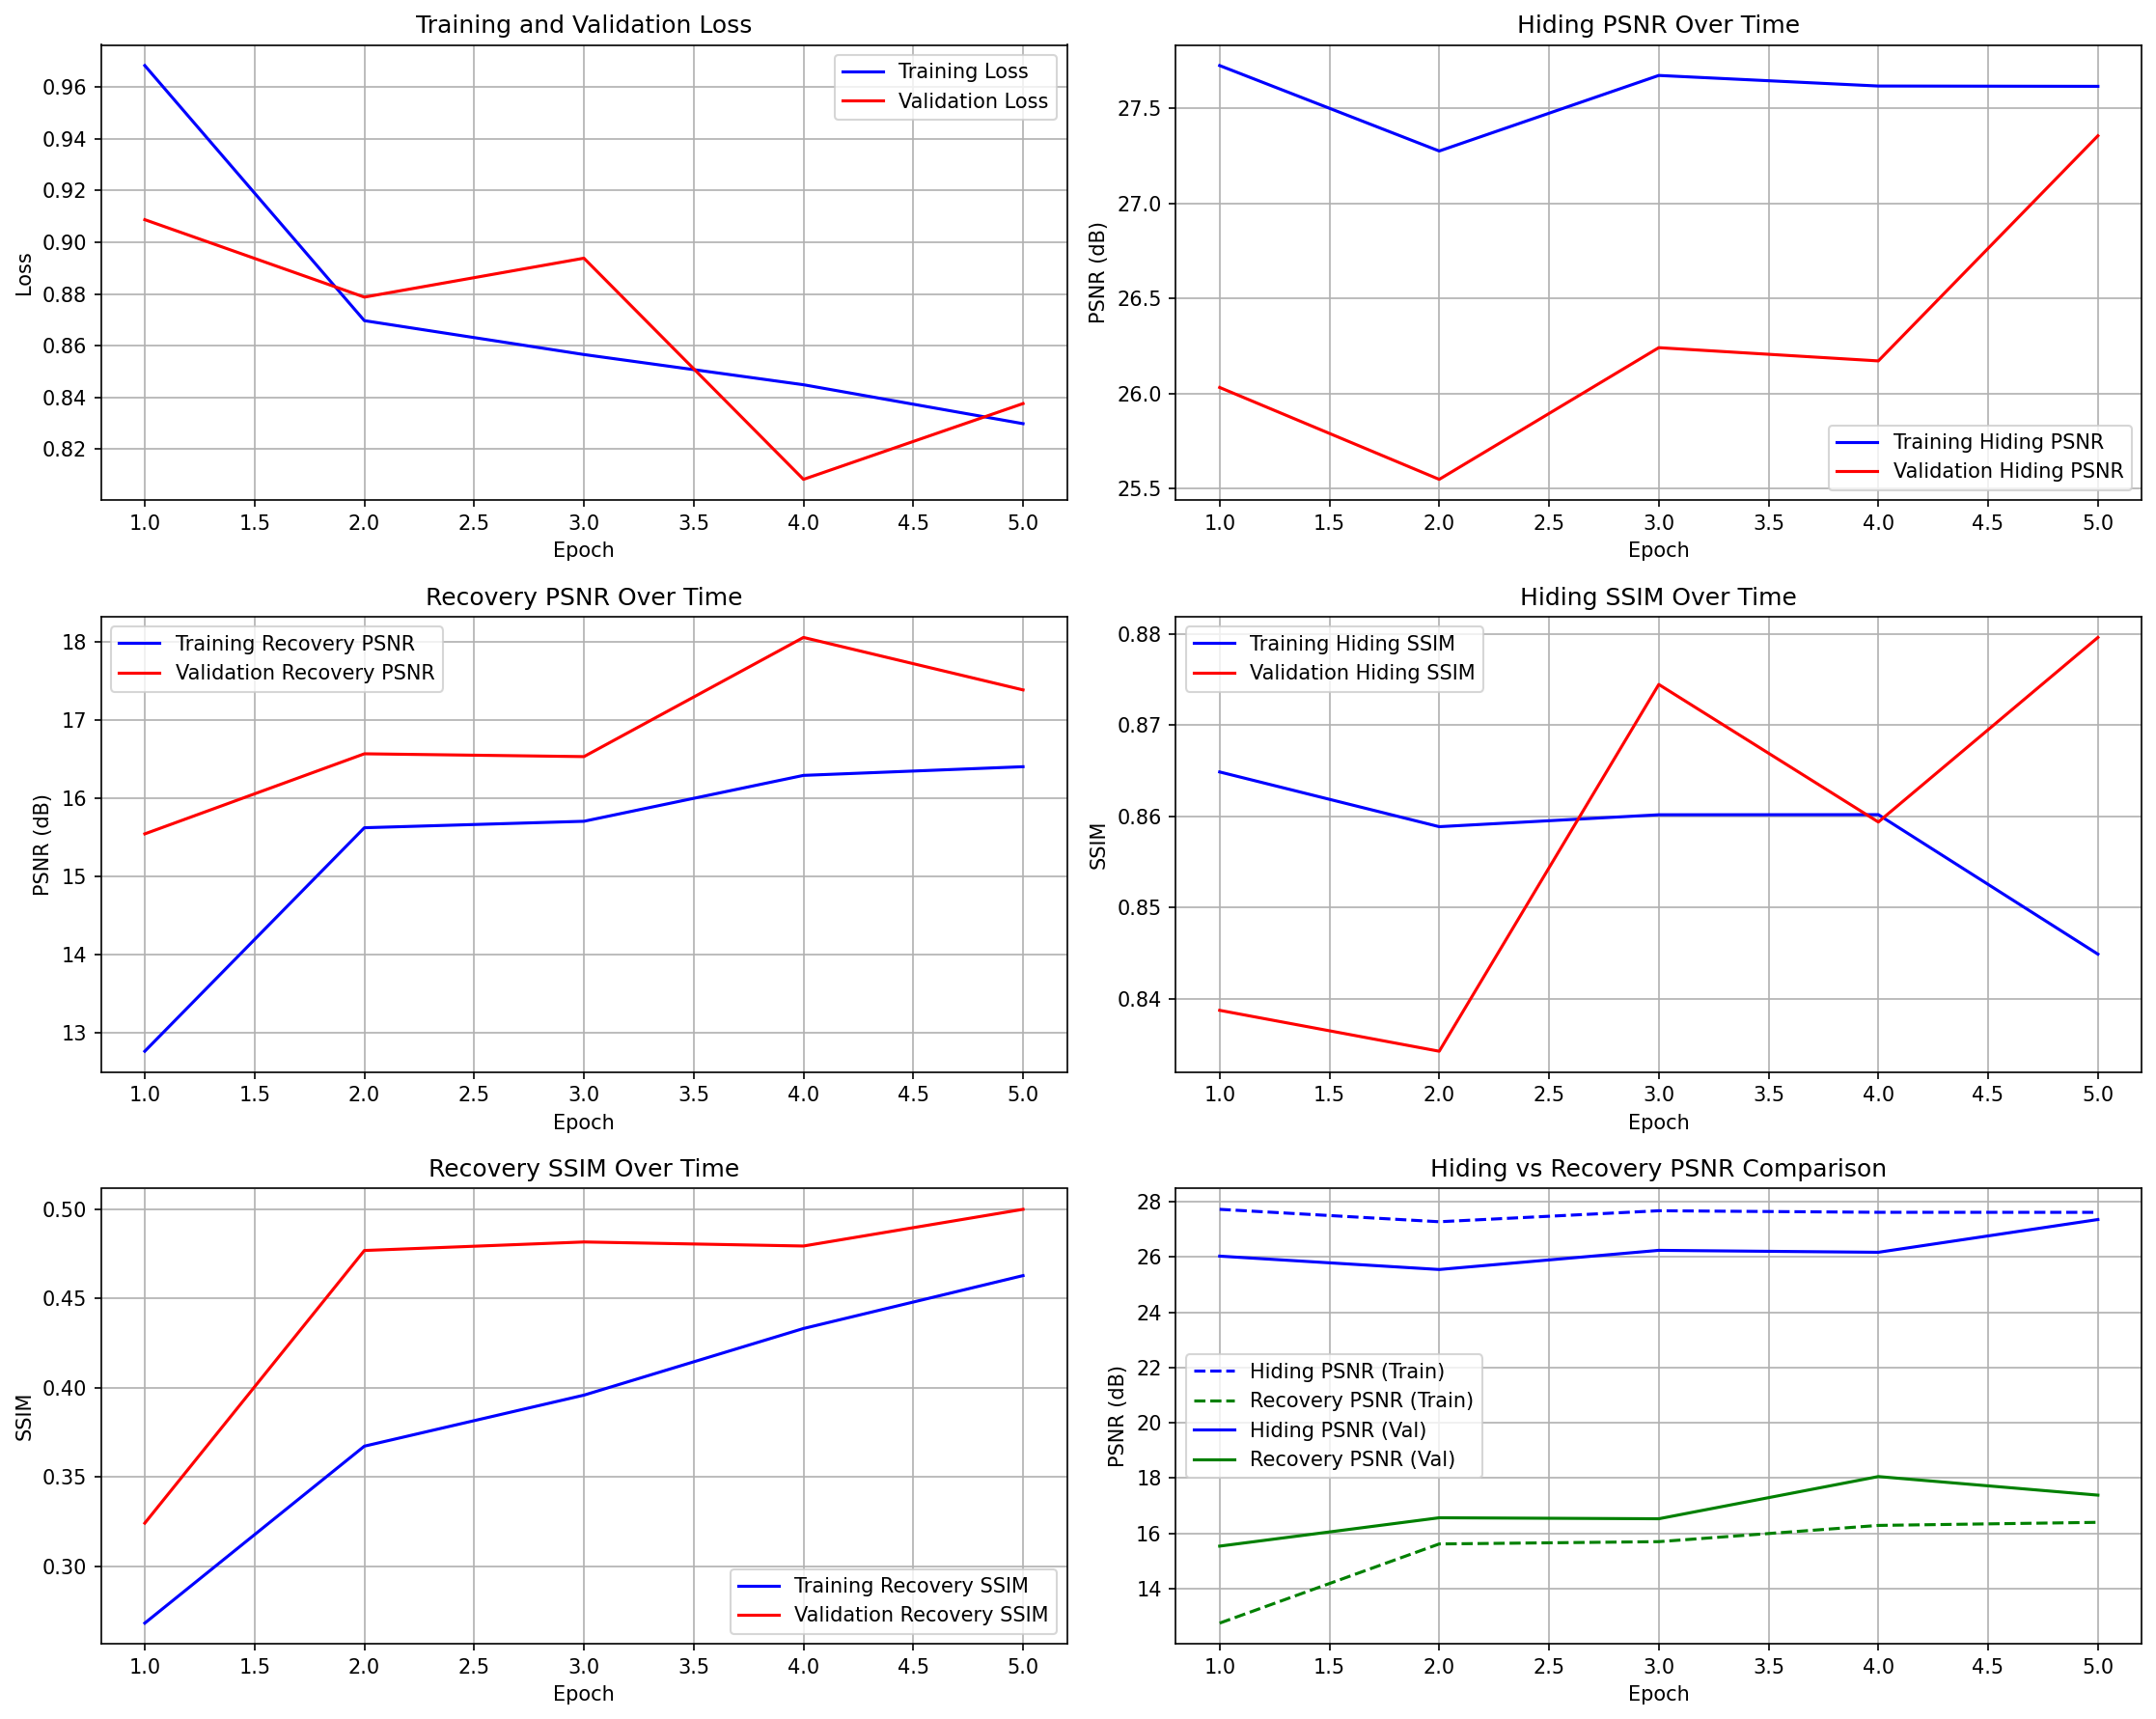 Training and Validation Loss
Loss
0.96
0.94
0.92
0.90
0.88
0.86
0.84
0.82
Training Loss
Validation Loss
1.0 1.5 2.0 2.5 3.0 3.5 4.0 4.5 5.0
Epoch
Hiding PSNR Over Time
PSNR (dB)
27.5
27.0
26.5
26.0
25.5
Training Hiding PSNR
Validation Hiding PSNR
1.0 1.5 2.0 2.5 3.0 3.5 4.0 4.5 5.0
Epoch
Recovery PSNR Over Time
PSNR (dB)
18
17
16
15
14
13
Training Recovery PSNR
Validation Recovery PSNR
1.0 1.5 2.0 2.5 3.0 3.5 4.0 4.5 5.0
Epoch
Hiding SSIM Over Time
SSIM
0.88
0.87
0.86
0.85
0.84
Training Hiding SSIM
Validation Hiding SSIM
1.0 1.5 2.0 2.5 3.0 3.5 4.0 4.5 5.0
Epoch
Recovery SSIM Over Time
SSIM
0.50
0.45
0.40
0.35
0.30
Training Recovery SSIM
Validation Recovery SSIM
1.0 1.5 2.0 2.5 3.0 3.5 4.0 4.5 5.0
Epoch
Hiding vs Recovery PSNR Comparison
PSNR (dB)
28
26
24
22
20
18
16
14
Hiding PSNR (Train)
Recovery PSNR (Train)
Hiding PSNR (Val)
Recovery PSNR (Val)
1.0 1.5 2.0 2.5 3.0 3.5 4.0 4.5 5.0
Epoch